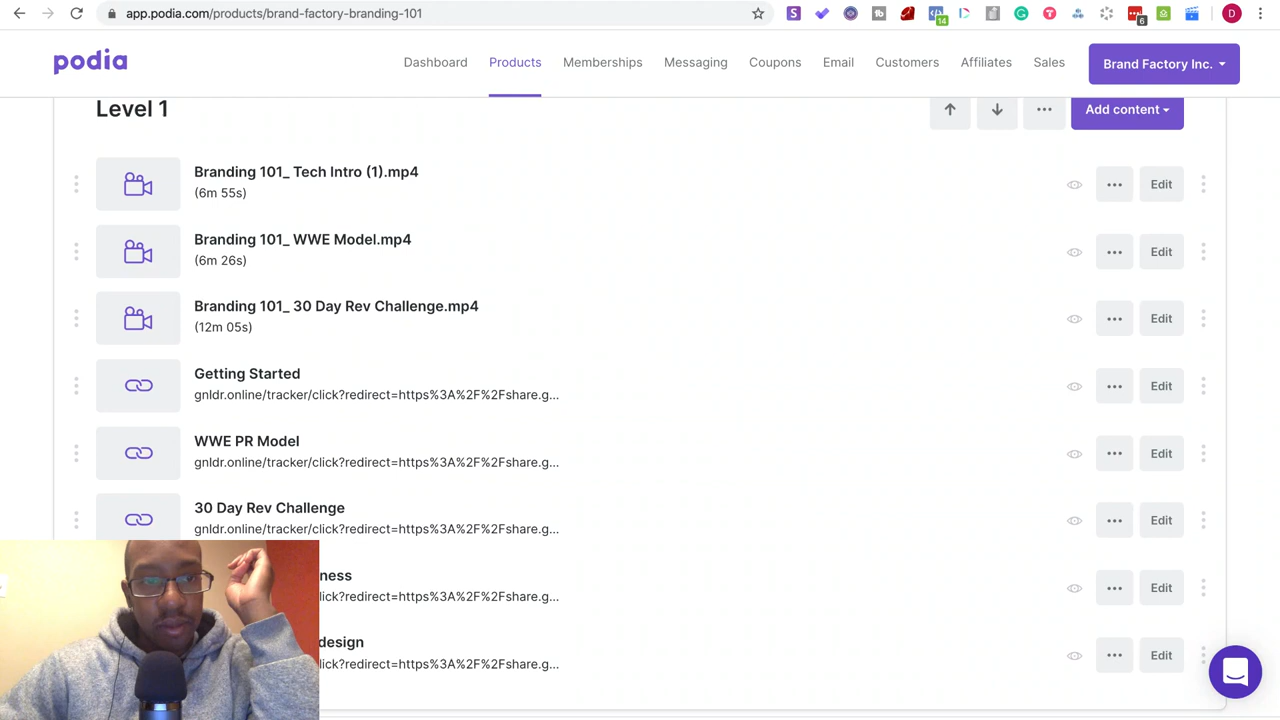 app.podia.com/products/brand-factory-branding-101
14
6
D
podia
Dashboard
Products
Memberships
Messaging
Coupons
Email
Customers
Affiliates
Sales
Brand Factory Inc.
Level 1
Add content
Branding 101_ Tech Intro (1).mp4
(6m 55s)
Edit
Branding 101_ WWE Model.mp4
(6m 26s)
Edit
Branding 101_ 30 Day Rev Challenge.mp4
(12m 05s)
Edit
Getting Started
gnldr.online/tracker/click?redirect=https%3A%2F%2Fshare.g...
Edit
WWE PR Model
gnldr.online/tracker/click?redirect=https%3A%2F%2Fshare.g...
Edit
30 Day Rev Challenge
gnldr.online/tracker/click?redirect=https%3A%2F%2Fshare.g...
Edit
ness
click?redirect=https%3A%2F%2Fshare.g...
Edit
design
click?redirect=https%3A%2F%2Fshare.g...
Edit